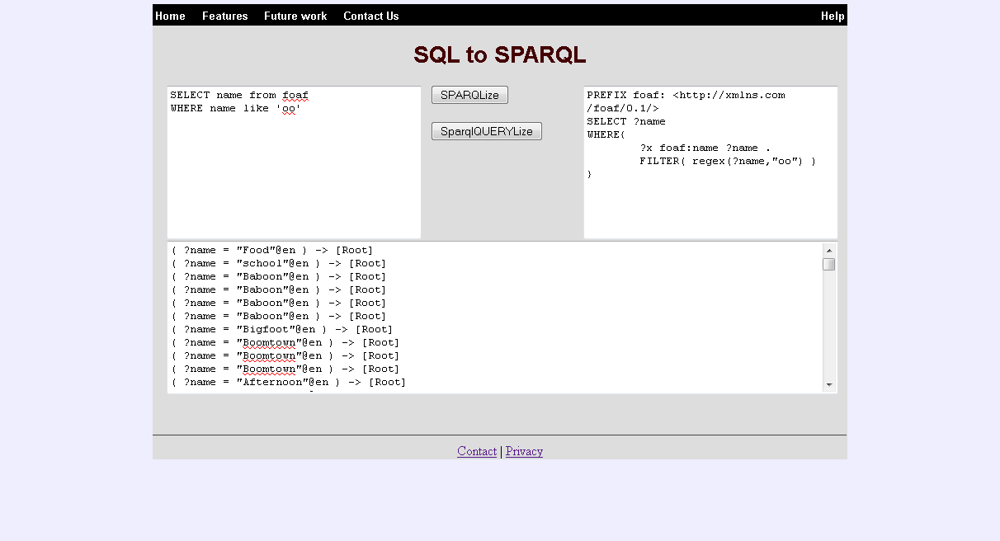 Home Features Future work Contact Us Help
SQL to SPARQL
SELECT name from foaf
WHERE name like 'oo'
SPARQLize
SparqlQUERYLize
PREFIX foaf: <http://xmlns.com
/foaf/0.1/>
SELECT ?name
WHERE{
?x foaf:name ?name .
FILTER( regex(?name,"oo") )
}
( ?name = "Food"@en ) -> [Root]
( ?name = "school"@en ) -> [Root]
( ?name = "Baboon"@en ) -> [Root]
( ?name = "Baboon"@en ) -> [Root]
( ?name = "Baboon"@en ) -> [Root]
( ?name = "Baboon"@en ) -> [Root]
( ?name = "Bigfoot"@en ) -> [Root]
( ?name = "Boomtown"@en ) -> [Root]
( ?name = "Boomtown"@en ) -> [Root]
( ?name = "Boomtown"@en ) -> [Root]
( ?name = "Afternoon"@en ) -> [Root]
Contact | Privacy